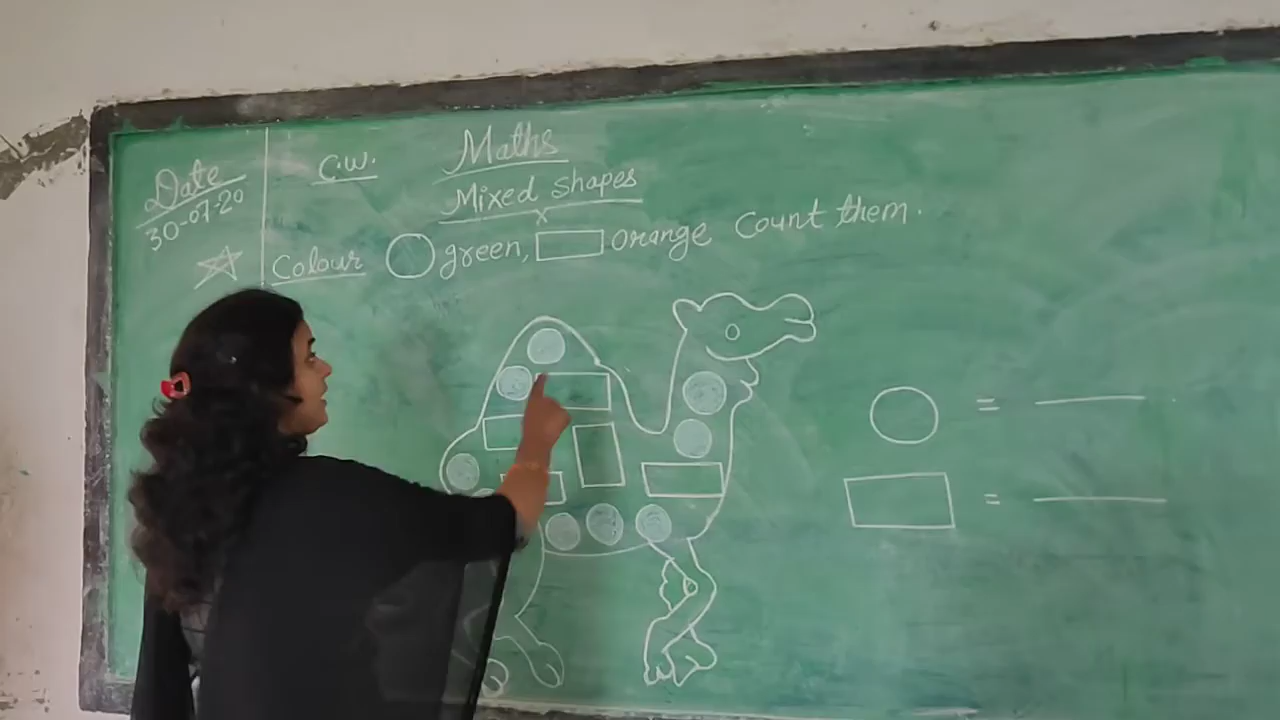 Date
30-07-20
C.W.
Maths
Mixed shapes
x
Colour green, orange Count them.
=
=